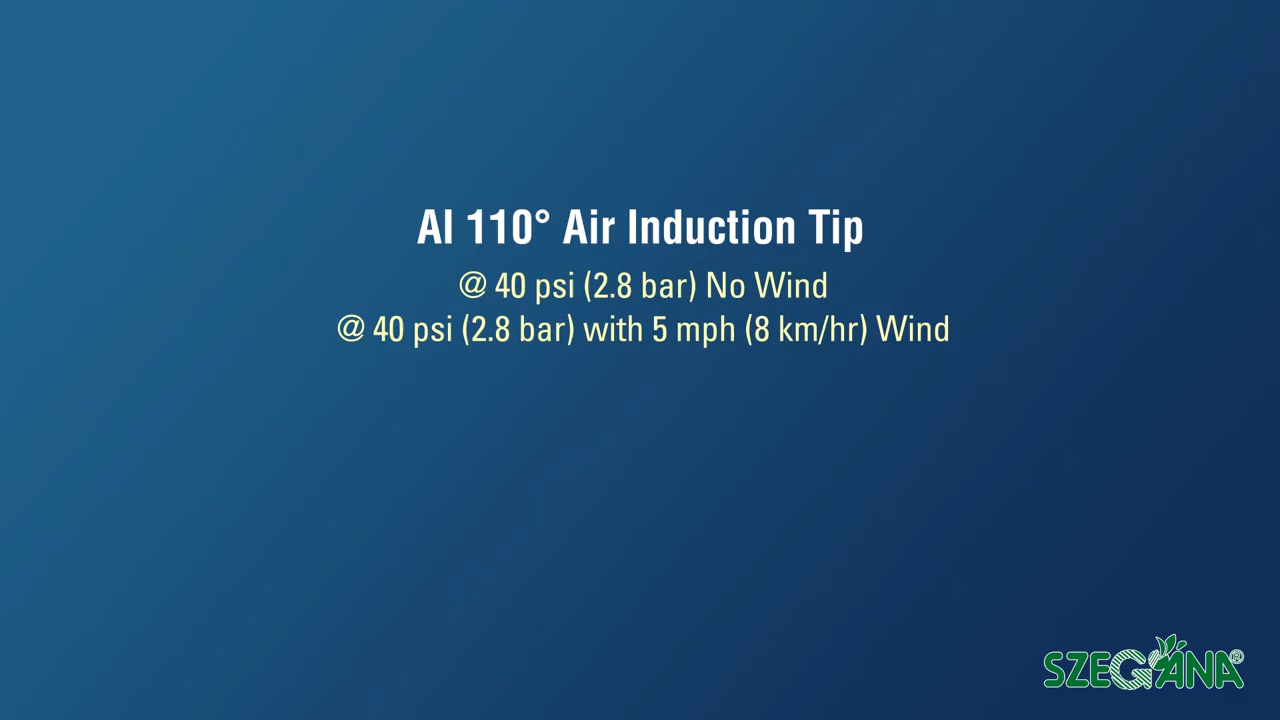 AI 110° Air Induction Tip
@ 40 psi (2.8 bar) No Wind
@ 40 psi (2.8 bar) with 5 mph (8 km/hr) Wind
SZEGÁNA®